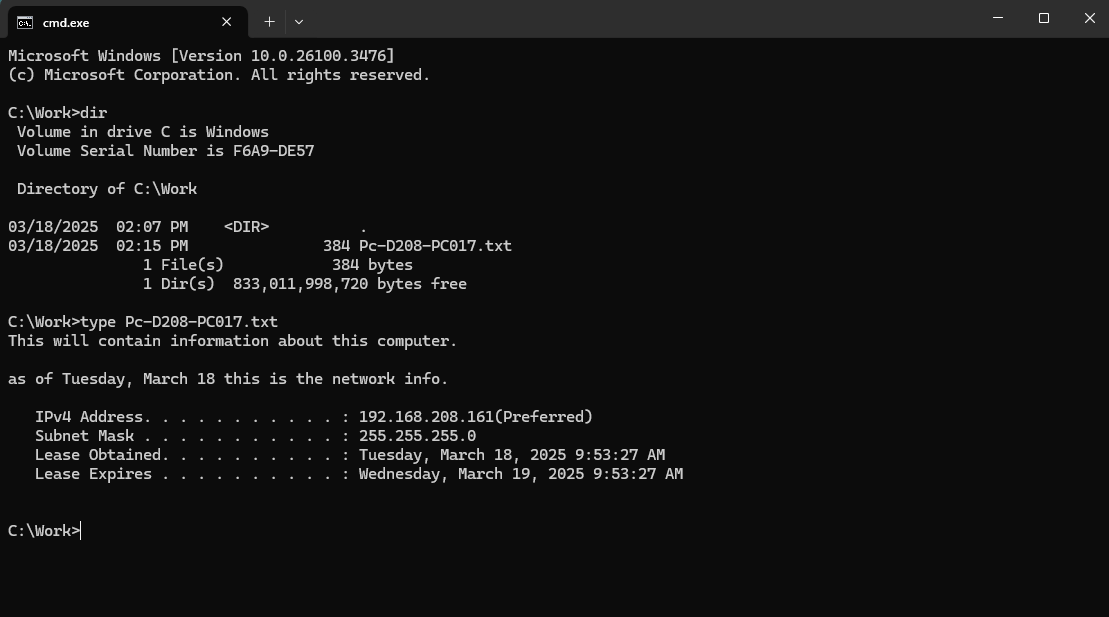 cmd.exe
Microsoft Windows [Version 10.0.26100.3476]
(c) Microsoft Corporation. All rights reserved.
C:\Work>dir
Volume in drive C is Windows
Volume Serial Number is F6A9-DE57
Directory of C:\Work
03/18/2025  02:07 PM    <DIR>          .
03/18/2025  02:15 PM               384 Pc-D208-PC017.txt
1 File(s)            384 bytes
1 Dir(s)  833,011,998,720 bytes free
C:\Work>type Pc-D208-PC017.txt
This will contain information about this computer.
as of Tuesday, March 18 this is the network info.
IPv4 Address. . . . . . . . . . . : 192.168.208.161(Preferred)
Subnet Mask . . . . . . . . . . . : 255.255.255.0
Lease Obtained. . . . . . . . . . : Tuesday, March 18, 2025 9:53:27 AM
Lease Expires . . . . . . . . . . : Wednesday, March 19, 2025 9:53:27 AM
C:\Work>